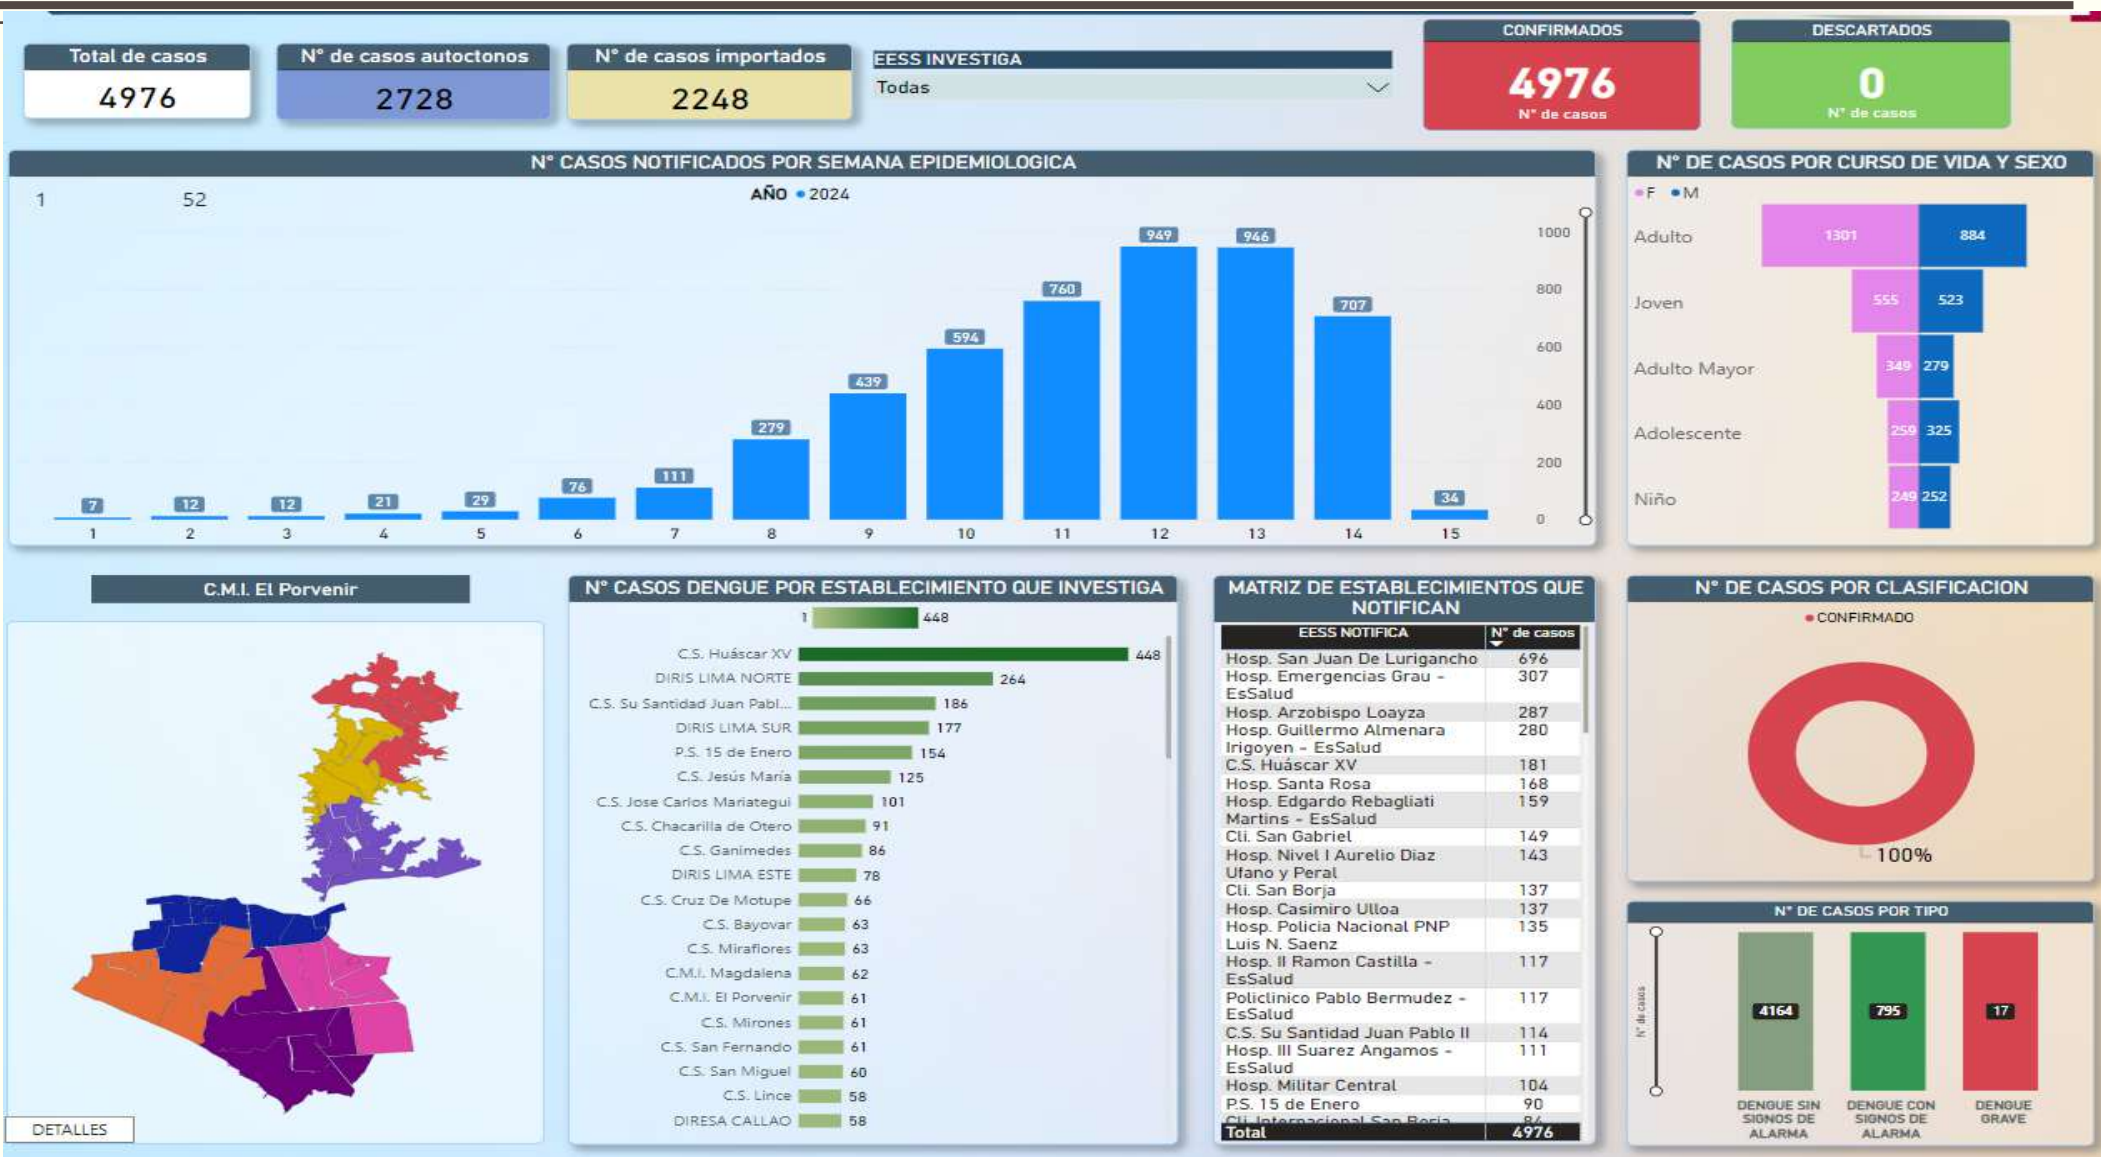 Total de casos
4976
N° de casos autoctonos
2728
N° de casos importados
2248
EESS INVESTIGA
Todas
CONFIRMADOS
4976
N° de casos
DESCARTADOS
0
N° de casos
N° CASOS NOTIFICADOS POR SEMANA EPIDEMIOLOGICA
1 52
AÑO 2024
7 12 12 21 29 76 111 279 439 594 760 949 946 707 34
1000
800
600
400
200
0
1 2 3 4 5 6 7 8 9 10 11 12 13 14 15
N° DE CASOS POR CURSO DE VIDA Y SEXO
F M
Adulto 1301 884
Joven 555 523
Adulto Mayor 349 279
Adolescente 259 325
Niño 249 252
C.M.I. El Porvenir
DETALLES
N° CASOS DENGUE POR ESTABLECIMIENTO QUE INVESTIGA
1 448
C.S. Huáscar XV 448
DIRIS LIMA NORTE 264
C.S. Su Santidad Juan Pabl... 186
DIRIS LIMA SUR 177
P.S. 15 de Enero 154
C.S. Jesús María 125
C.S. Jose Carlos Mariategui 101
C.S. Chacarilla de Otero 91
C.S. Ganimedes 86
DIRIS LIMA ESTE 78
C.S. Cruz De Motupe 66
C.S. Bayovar 63
C.S. Miraflores 63
C.M.I. Magdalena 62
C.M.I. El Porvenir 61
C.S. Mirones 61
C.S. San Fernando 61
C.S. San Miguel 60
C.S. Lince 58
DIRESA CALLAO 58
MATRIZ DE ESTABLECIMIENTOS QUE
NOTIFICAN
EESS NOTIFICA N° de casos
Hosp. San Juan De Lurigancho 696
Hosp. Emergencias Grau - 307
EsSalud
Hosp. Arzobispo Loayza 287
Hosp. Guillermo Almenara 280
Irigoyen - EsSalud
C.S. Huáscar XV 181
Hosp. Santa Rosa 168
Hosp. Edgardo Rebagliati 159
Martins - EsSalud
Cli. San Gabriel 149
Hosp. Nivel I Aurelio Diaz 143
Ufano y Peral
Cli. San Borja 137
Hosp. Casimiro Ulloa 137
Hosp. Policia Nacional PNP 135
Luis N. Saenz
Hosp. II Ramon Castilla - 117
EsSalud
Policlinico Pablo Bermudez - 117
EsSalud
C.S. Su Santidad Juan Pablo II 114
Hosp. III Suarez Angamos - 111
EsSalud
Hosp. Militar Central 104
P.S. 15 de Enero 90
Cli. Internacional San Borja
Total 4976
N° DE CASOS POR CLASIFICACION
CONFIRMADO
100%
N° DE CASOS POR TIPO
N° de casos
4164 795 17
DENGUE SIN SIGNOS DE ALARMA
DENGUE CON SIGNOS DE ALARMA
DENGUE GRAVE